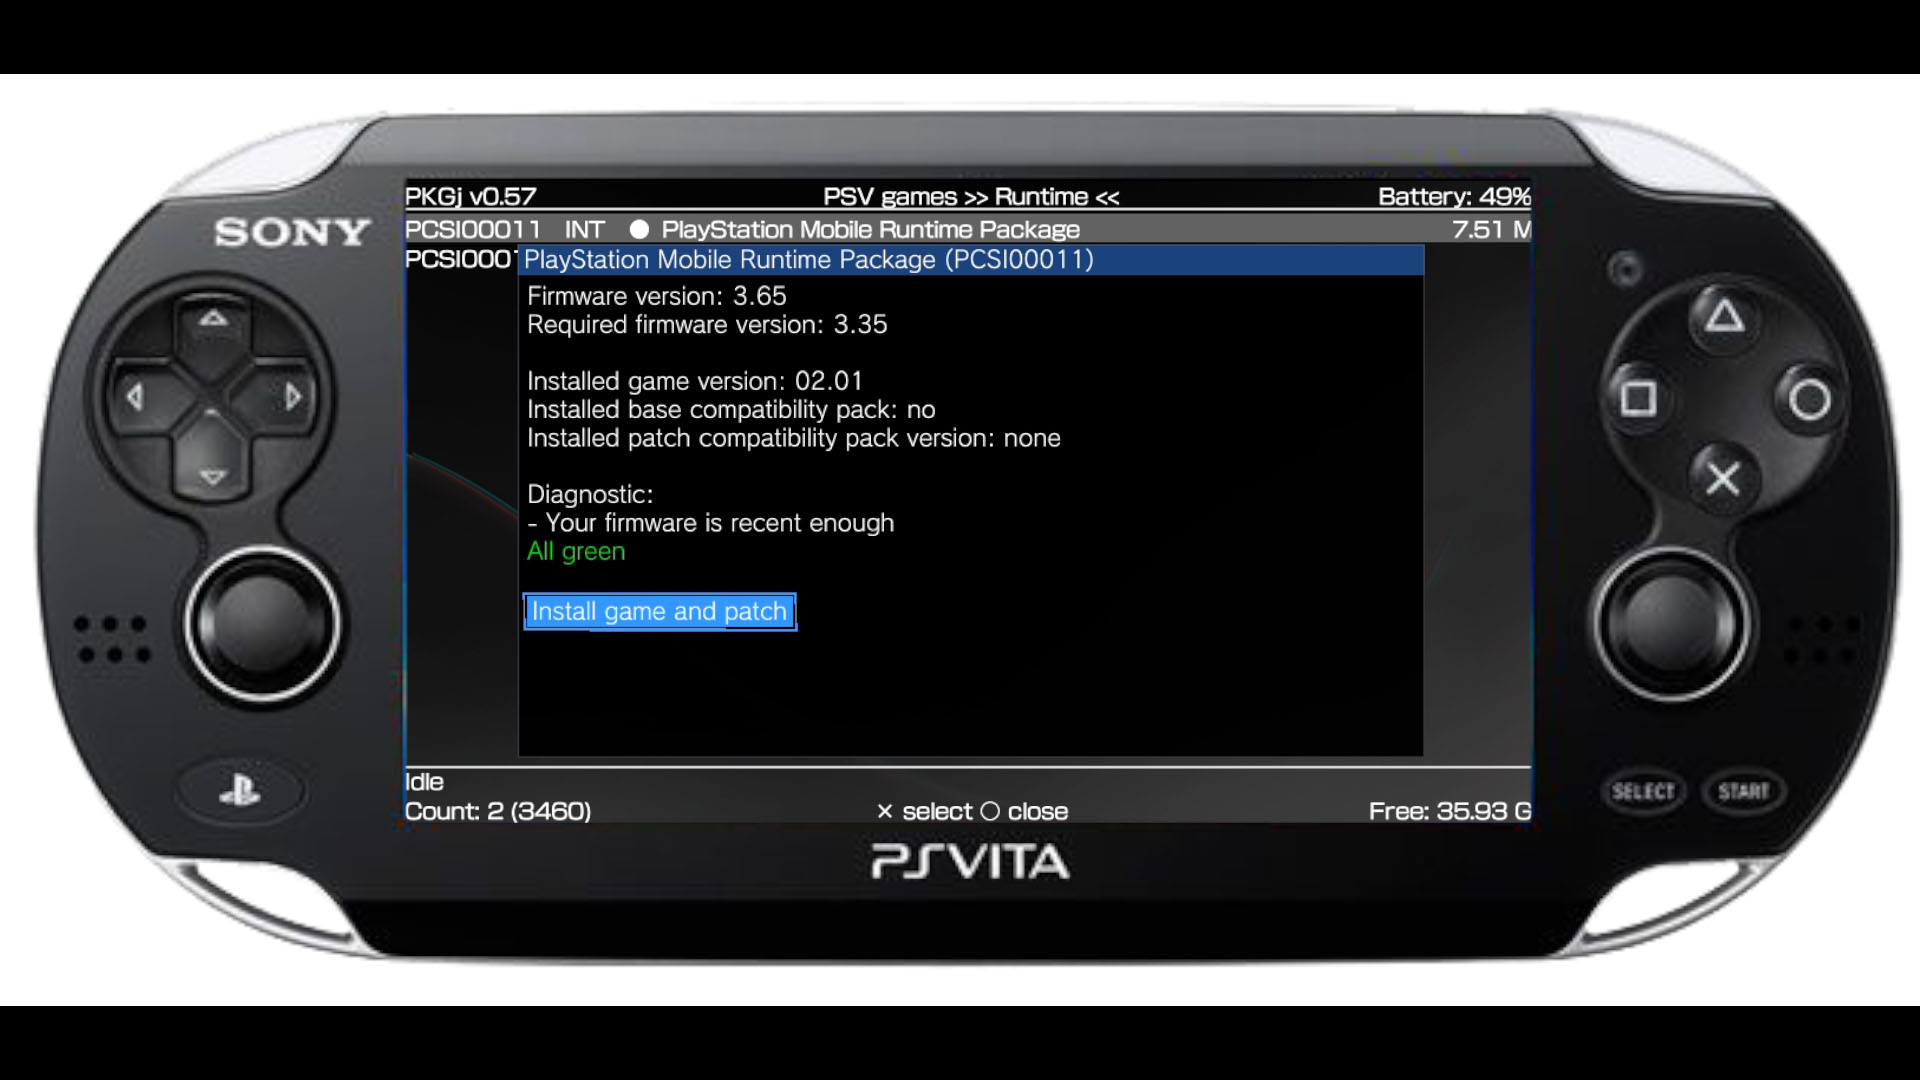 PKGj v0.57 PSV games >> Runtime << Battery: 49%
SONY
PCSI00011 INT ● PlayStation Mobile Runtime Package 7.51 M
PCSI000
PlayStation Mobile Runtime Package (PCSI00011)
Firmware version: 3.65
Required firmware version: 3.35
Installed game version: 02.01
Installed base compatibility pack: no
Installed patch compatibility pack version: none
Diagnostic:
- Your firmware is recent enough
All green
Install game and patch
Idle
SELECT START
Count: 2 (3460) × select ○ close Free: 35.93 G
PSVITA